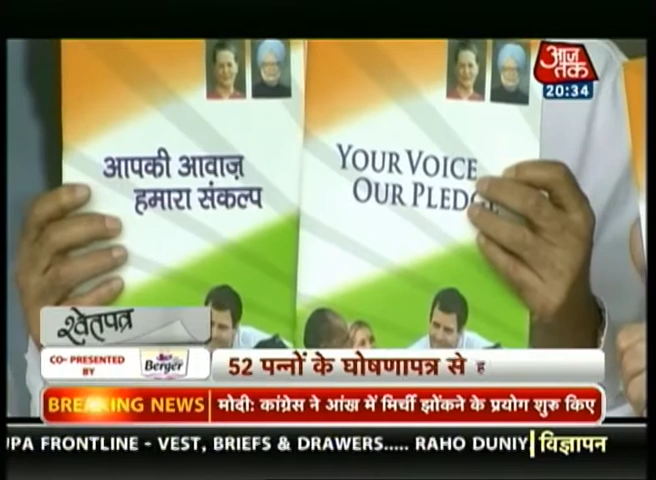 आज तक
20:34
आपकी आवाज़
हमारा संकल्प
YOUR VOICE
OUR PLEDGE
श्वेतपत्र
CO- PRESENTED
BY
Berger
52 पन्नों के घोषणापत्र से
BREAKING NEWS
मोदी: कांग्रेस ने आंख में मिर्ची झोंकने के प्रयोग शुरु किए
UPA FRONTLINE - VEST, BRIEFS & DRAWERS..... RAHO DUNIY
विज्ञापन